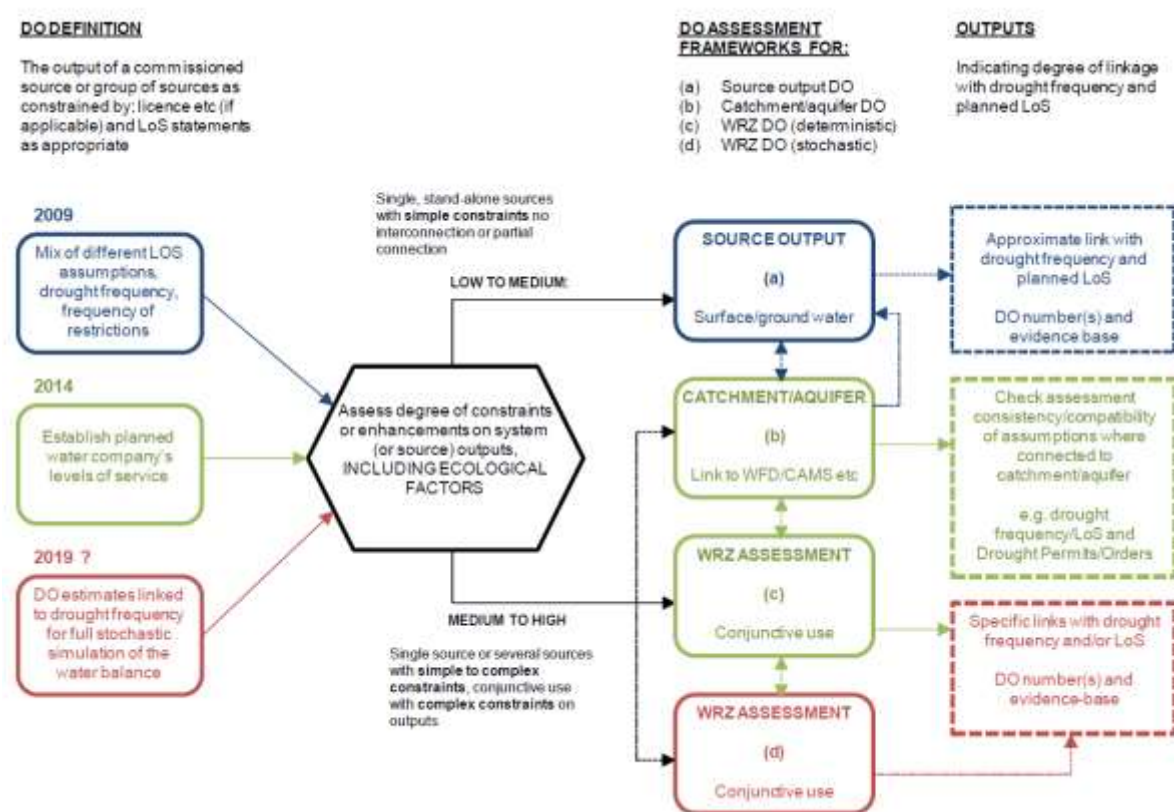 DO DEFINITION
The output of a commissioned
source or group of sources as
constrained by: licence etc (if
applicable) and LoS statements
as appropriate
DO ASSESSMENT
FRAMEWORKS FOR:
(a) Source output DO
(b) Catchment/aquifer DO
(c) WRZ DO (deterministic)
(d) WRZ DO (stochastic)
OUTPUTS
Indicating degree of linkage
with drought frequency and
planned LoS
2009
Mix of different LOS
assumptions,
drought frequency,
frequency of
restrictions
2014
Establish planned
water company's
levels of service
2019 ?
DO estimates linked
to drought frequency
for full stochastic
simulation of the
water balance
Single, stand-alone sources
with simple constraints no
interconnection or partial
connection
LOW TO MEDIUM:
Assess degree of constraints
or enhancements on system
(or source) outputs,
INCLUDING ECOLOGICAL
FACTORS
MEDIUM TO HIGH
Single source or several sources
with simple to complex
constraints, conjunctive use
with complex constraints on
outputs
SOURCE OUTPUT
(a)
Surface/ground water
CATCHMENT/AQUIFER
(b)
Link to WFD/CAMS etc
WRZ ASSESSMENT
(c)
Conjunctive use
WRZ ASSESSMENT
(d)
Conjunctive use
Approximate link with
drought frequency and
planned LoS
DO number(s) and
evidence base
Check assessment
consistency/compatibility
of assumptions where
connected to
catchment/aquifer
e.g. drought
frequency/LoS and
Drought Permits/Orders
Specific links with drought
frequency and/or LoS
DO number(s) and
evidence-base